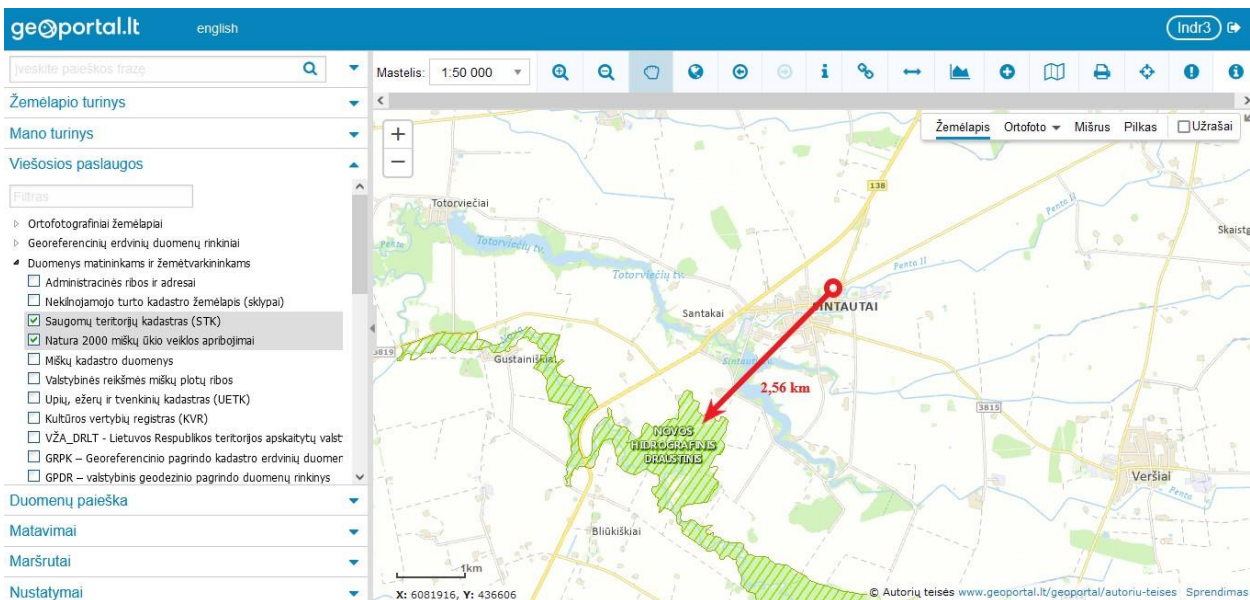 geoportal.lt
english
Indr3
įveskite paieškos frazę
Mastelis: 1:50 000
Žemėlapio turinys
Mano turinys
Viešosios paslaugos
Filtras
Ortofotografiniai žemėlapiai
Georeferencinių erdvinių duomenų rinkiniai
Duomenys matininkams ir žemėtvarkininkams
Administracinės ribos ir adresai
Nekilnojamojo turto kadastro žemėlapis (sklypai)
Saugomų teritorijų kadastras (STK)
Natura 2000 miškų ūkio veiklos apribojimai
Miškų kadastro duomenys
Valstybinės reikšmės miškų plotų ribos
Upių, ežerų ir tvenkinių kadastras (UETK)
Kultūros vertybių registras (KVR)
VŽA_DRLT - Lietuvos Respublikos teritorijos apskaitytų valst
GRPK – Georeferencinio pagrindo kadastro erdvinių duomer
GPDR – valstybinis geodezinio pagrindo duomenų rinkinys
Duomenų paieška
Matavimai
Maršrutai
Nustatymai
+
−
Žemėlapis Ortofoto Mišrus Pilkas Užrašai
138
Totorviečiai
Penta II
Skaistg
Penta
Totorviečių tv.
Totorviečių tv.
Penta II
Santakai
SINTAUTAI
3819
Gustainiškiai
2,56 km
3815
NOVOS
HIDROGRAFINIS
DRAUSTINIS
Veršiai
Penta
Bliūkiškiai
1km
X: 6081916, Y: 436606
© Autorių teisės www.geoportal.lt/geoportal/autoriu-teises Sprendimas